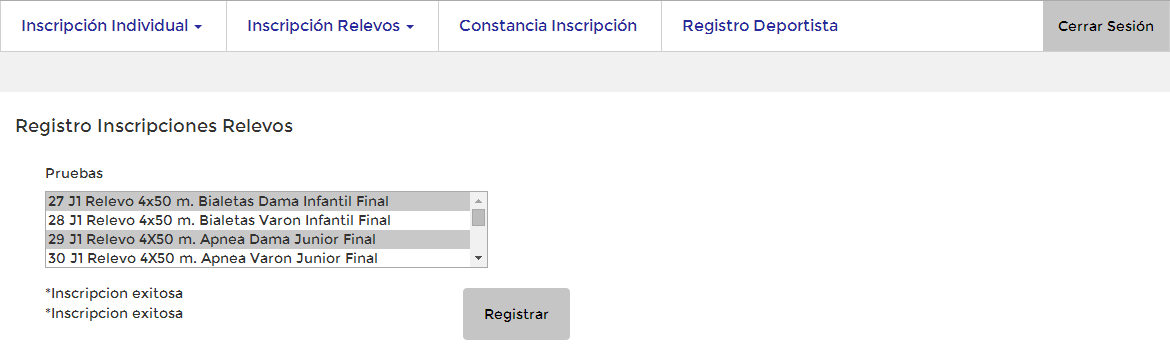 Inscripción Individual
Inscripción Relevos
Constancia Inscripción
Registro Deportista
Cerrar Sesión
Registro Inscripciones Relevos
Pruebas
27 J1 Relevo 4x50 m. Bialetas Dama Infantil Final
28 J1 Relevo 4x50 m. Bialetas Varon Infantil Final
29 J1 Relevo 4X50 m. Apnea Dama Junior Final
30 J1 Relevo 4X50 m. Apnea Varon Junior Final
*Inscripcion exitosa
*Inscripcion exitosa
Registrar